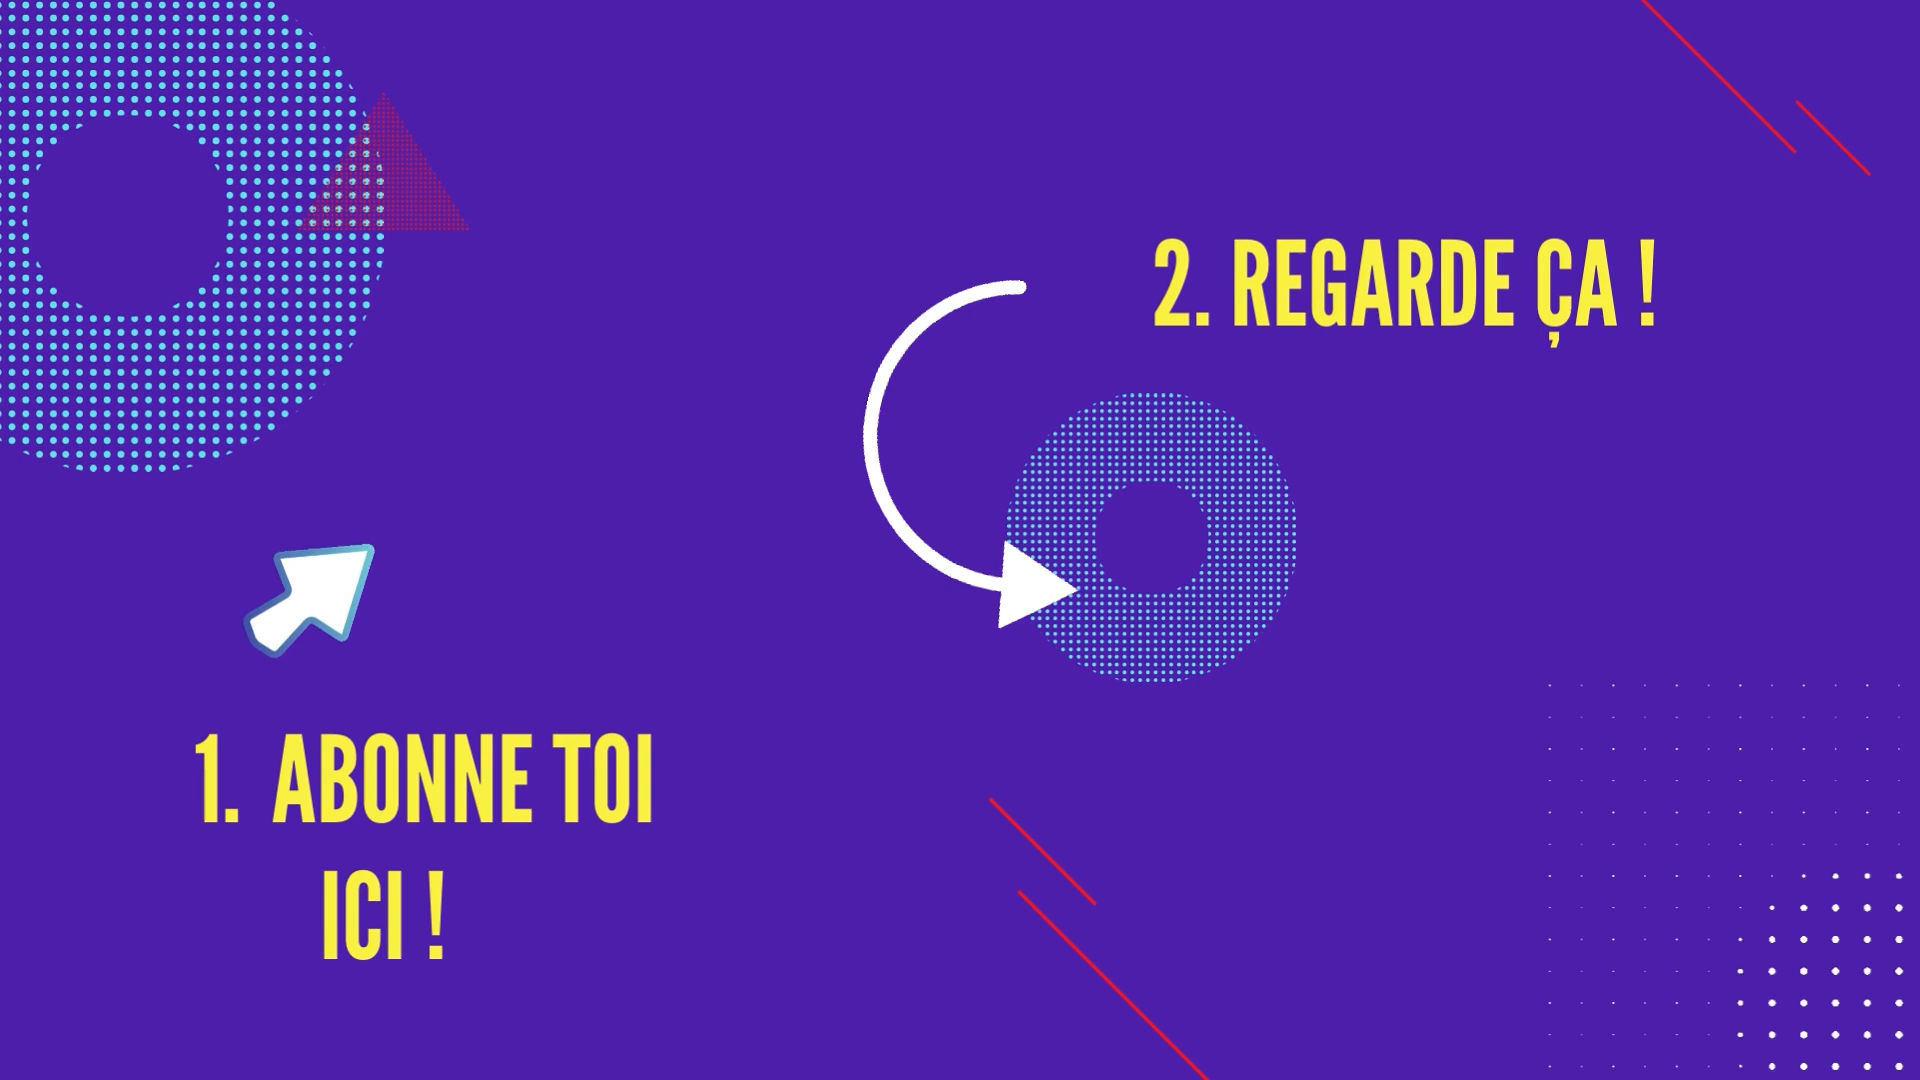 2. REGARDE ÇA !
1. ABONNE TOI
ICI !